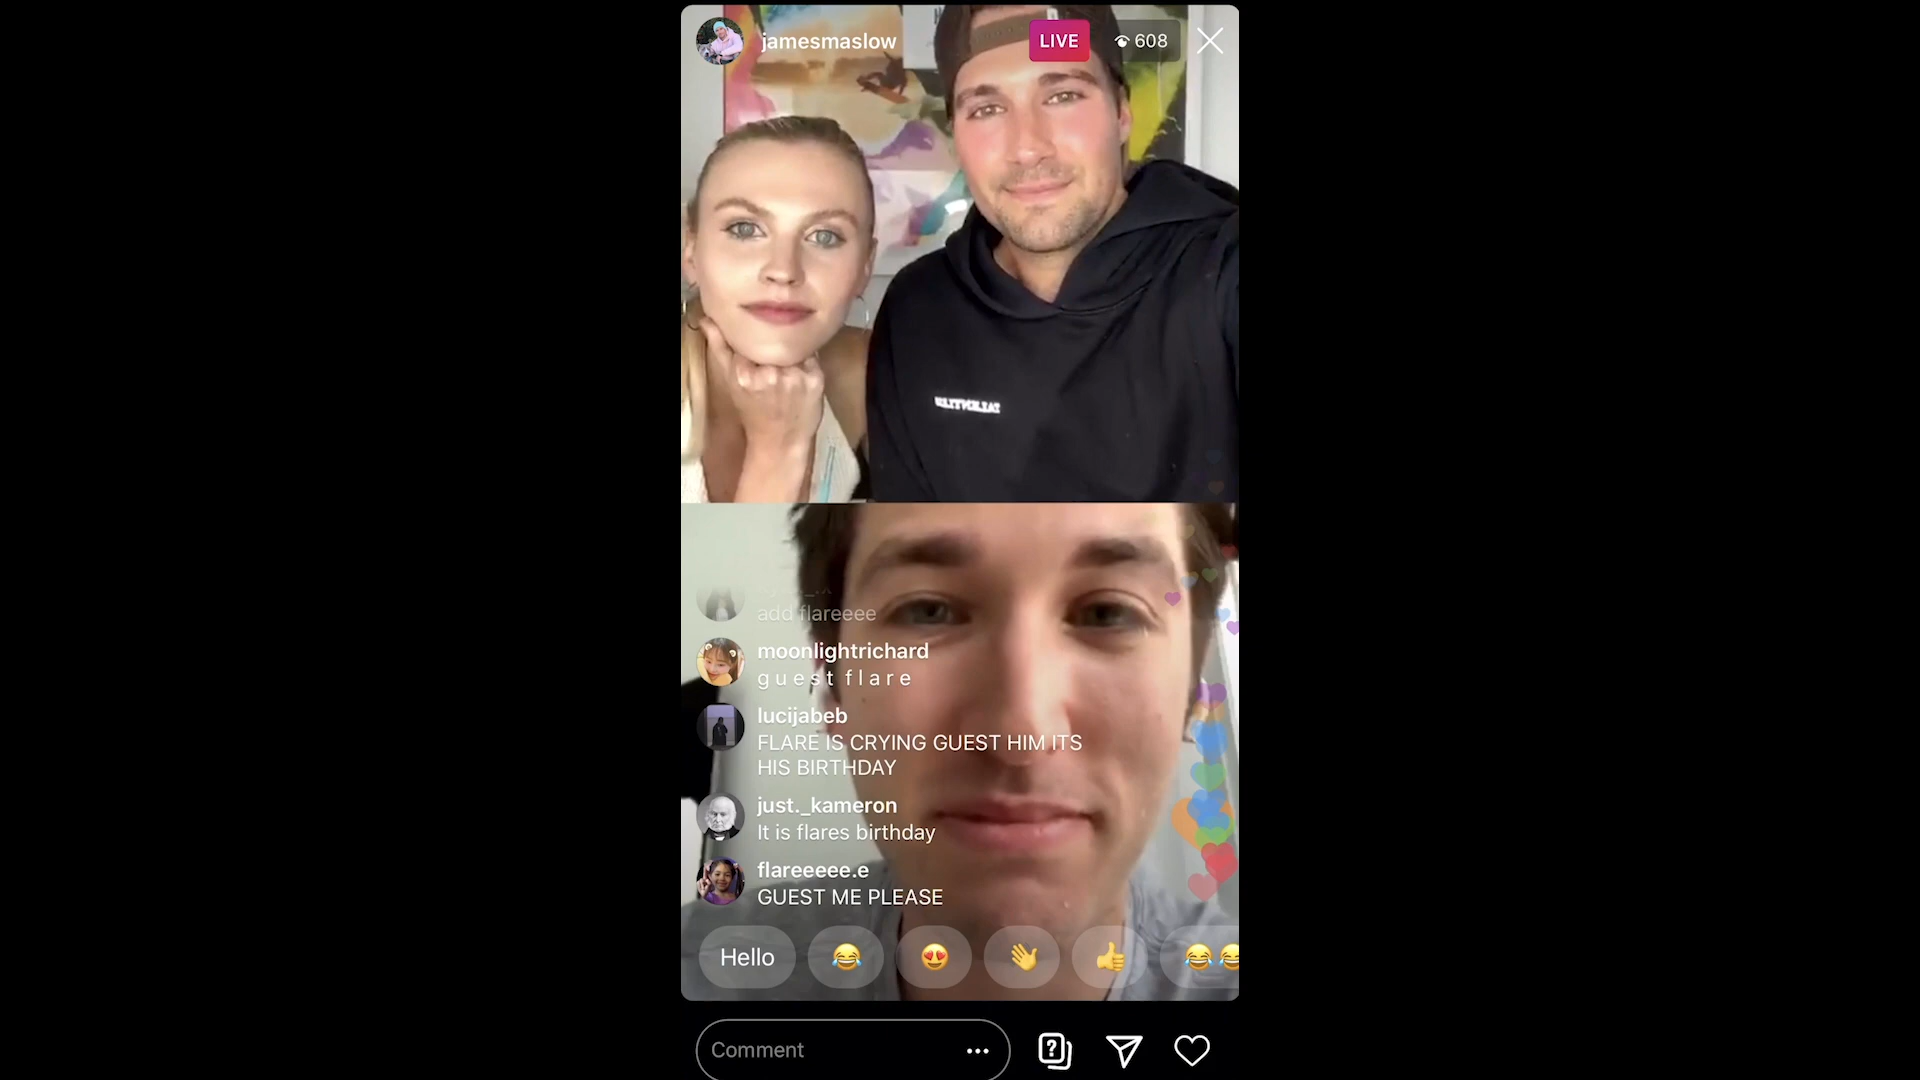 jamesmaslow
LIVE
608
add flareeee
moonlightrichard
g u e s t f l a r e
lucijabeb
FLARE IS CRYING GUEST HIM ITS
HIS BIRTHDAY
just._kameron
It is flares birthday
flareeeee.e
GUEST ME PLEASE
Hello
Comment